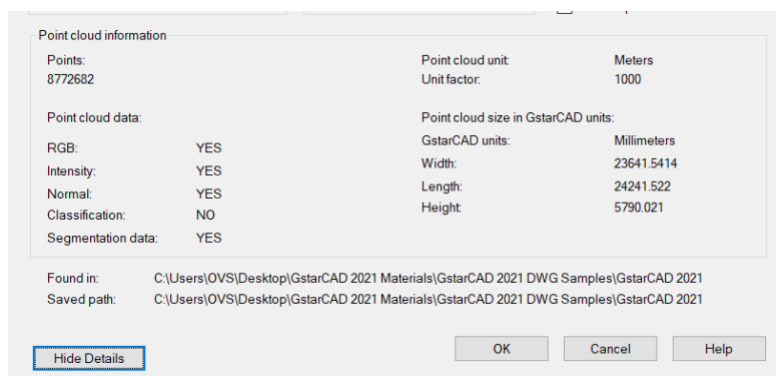 Point cloud information
Points:
8772682
Point cloud unit: Meters
Unit factor: 1000
Point cloud data:
RGB: YES
Intensity: YES
Normal: YES
Classification: NO
Segmentation data: YES
Point cloud size in GstarCAD units:
GstarCAD units: Millimeters
Width: 23641.5414
Length: 24241.522
Height: 5790.021
Found in: C:\Users\OVS\Desktop\GstarCAD 2021 Materials\GstarCAD 2021 DWG Samples\GstarCAD 2021
Saved path: C:\Users\OVS\Desktop\GstarCAD 2021 Materials\GstarCAD 2021 DWG Samples\GstarCAD 2021
Hide Details
OK
Cancel
Help